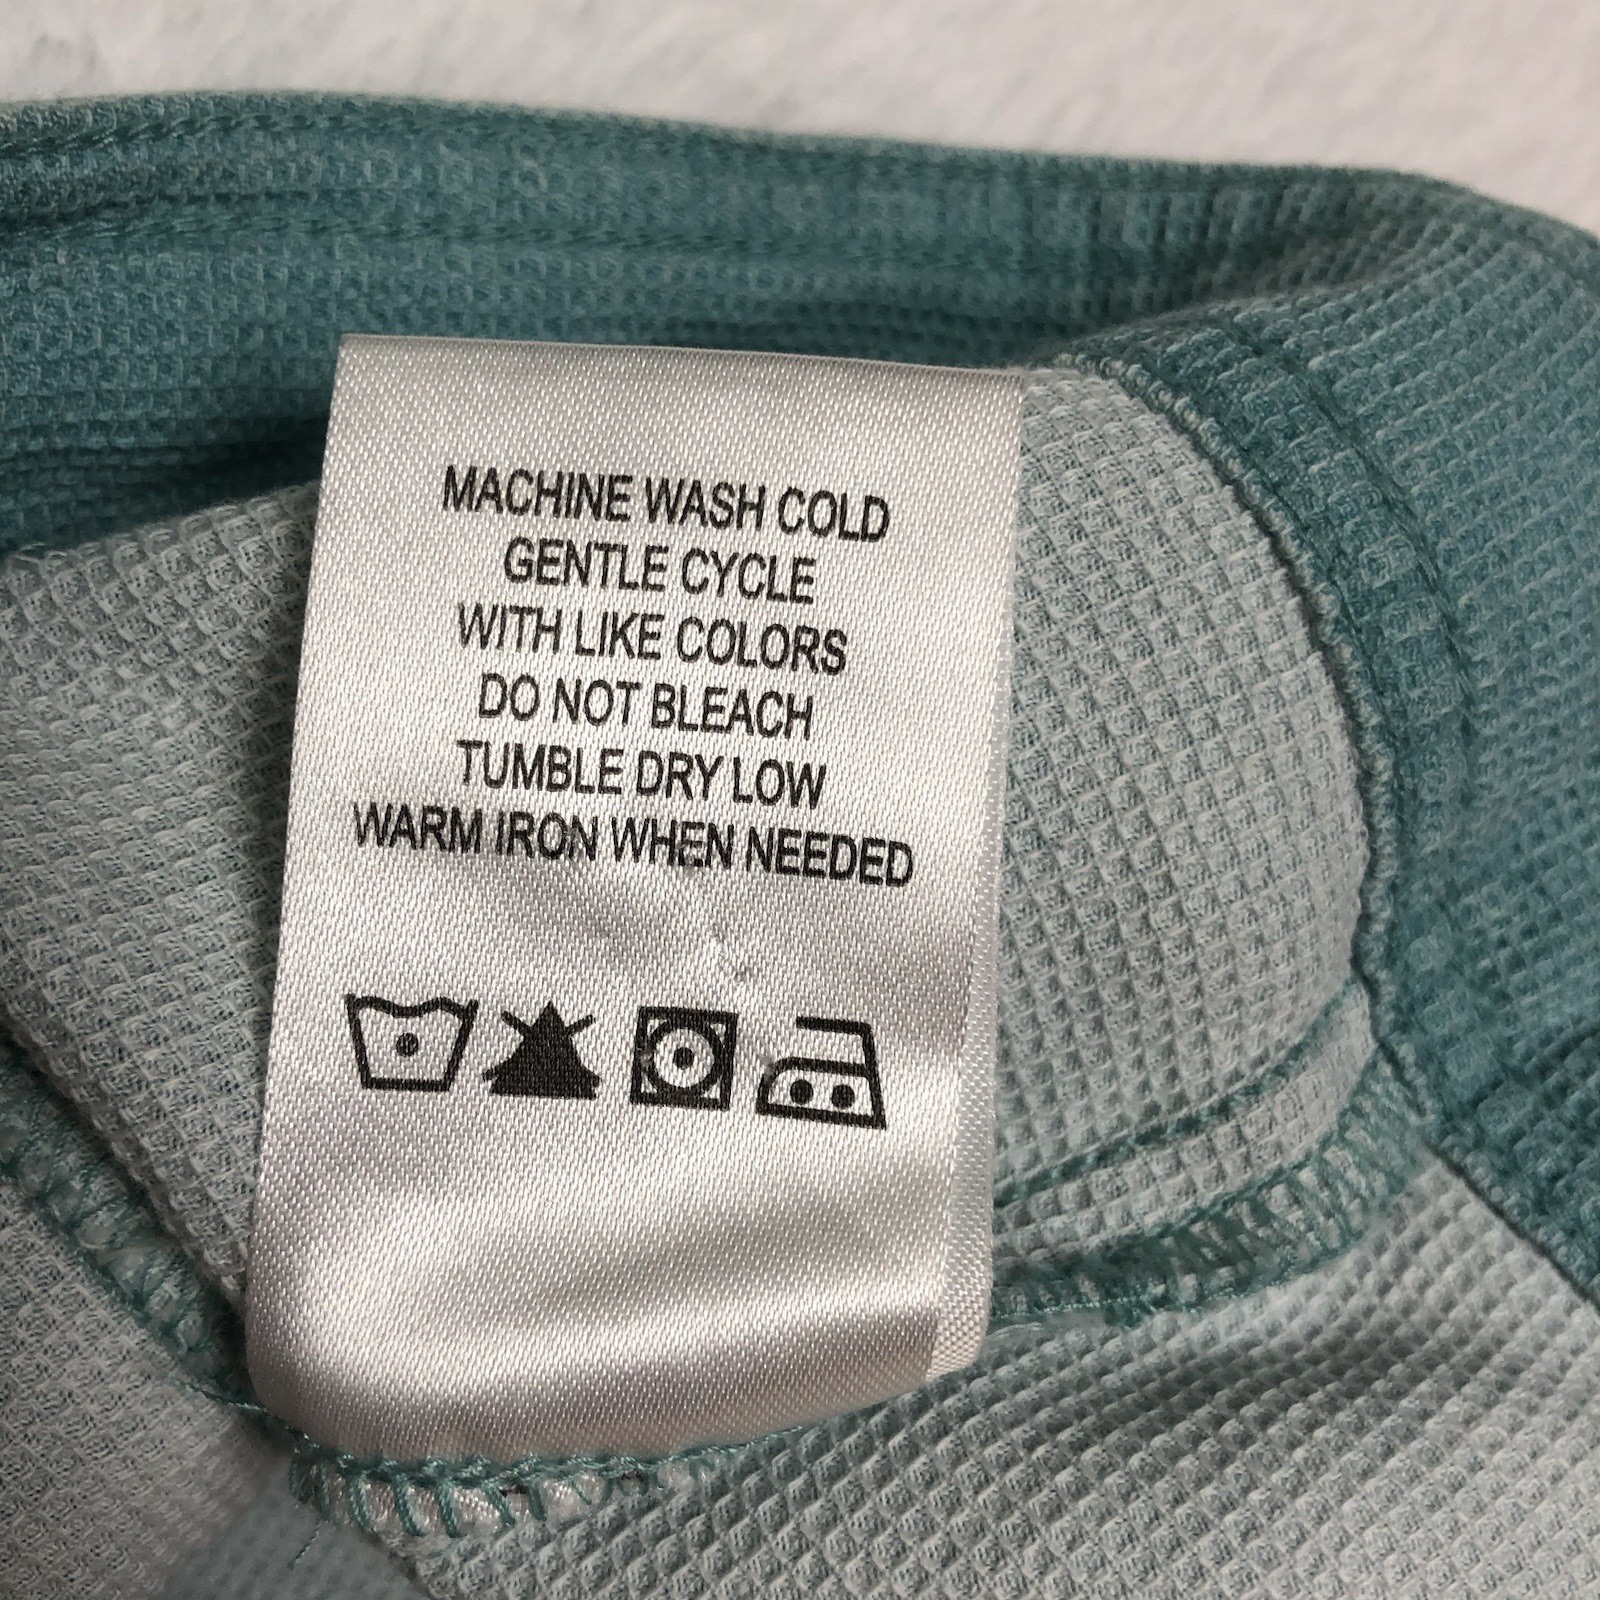 MACHINE WASH COLD
GENTLE CYCLE
WITH LIKE COLORS
DO NOT BLEACH
TUMBLE DRY LOW
WARM IRON WHEN NEEDED